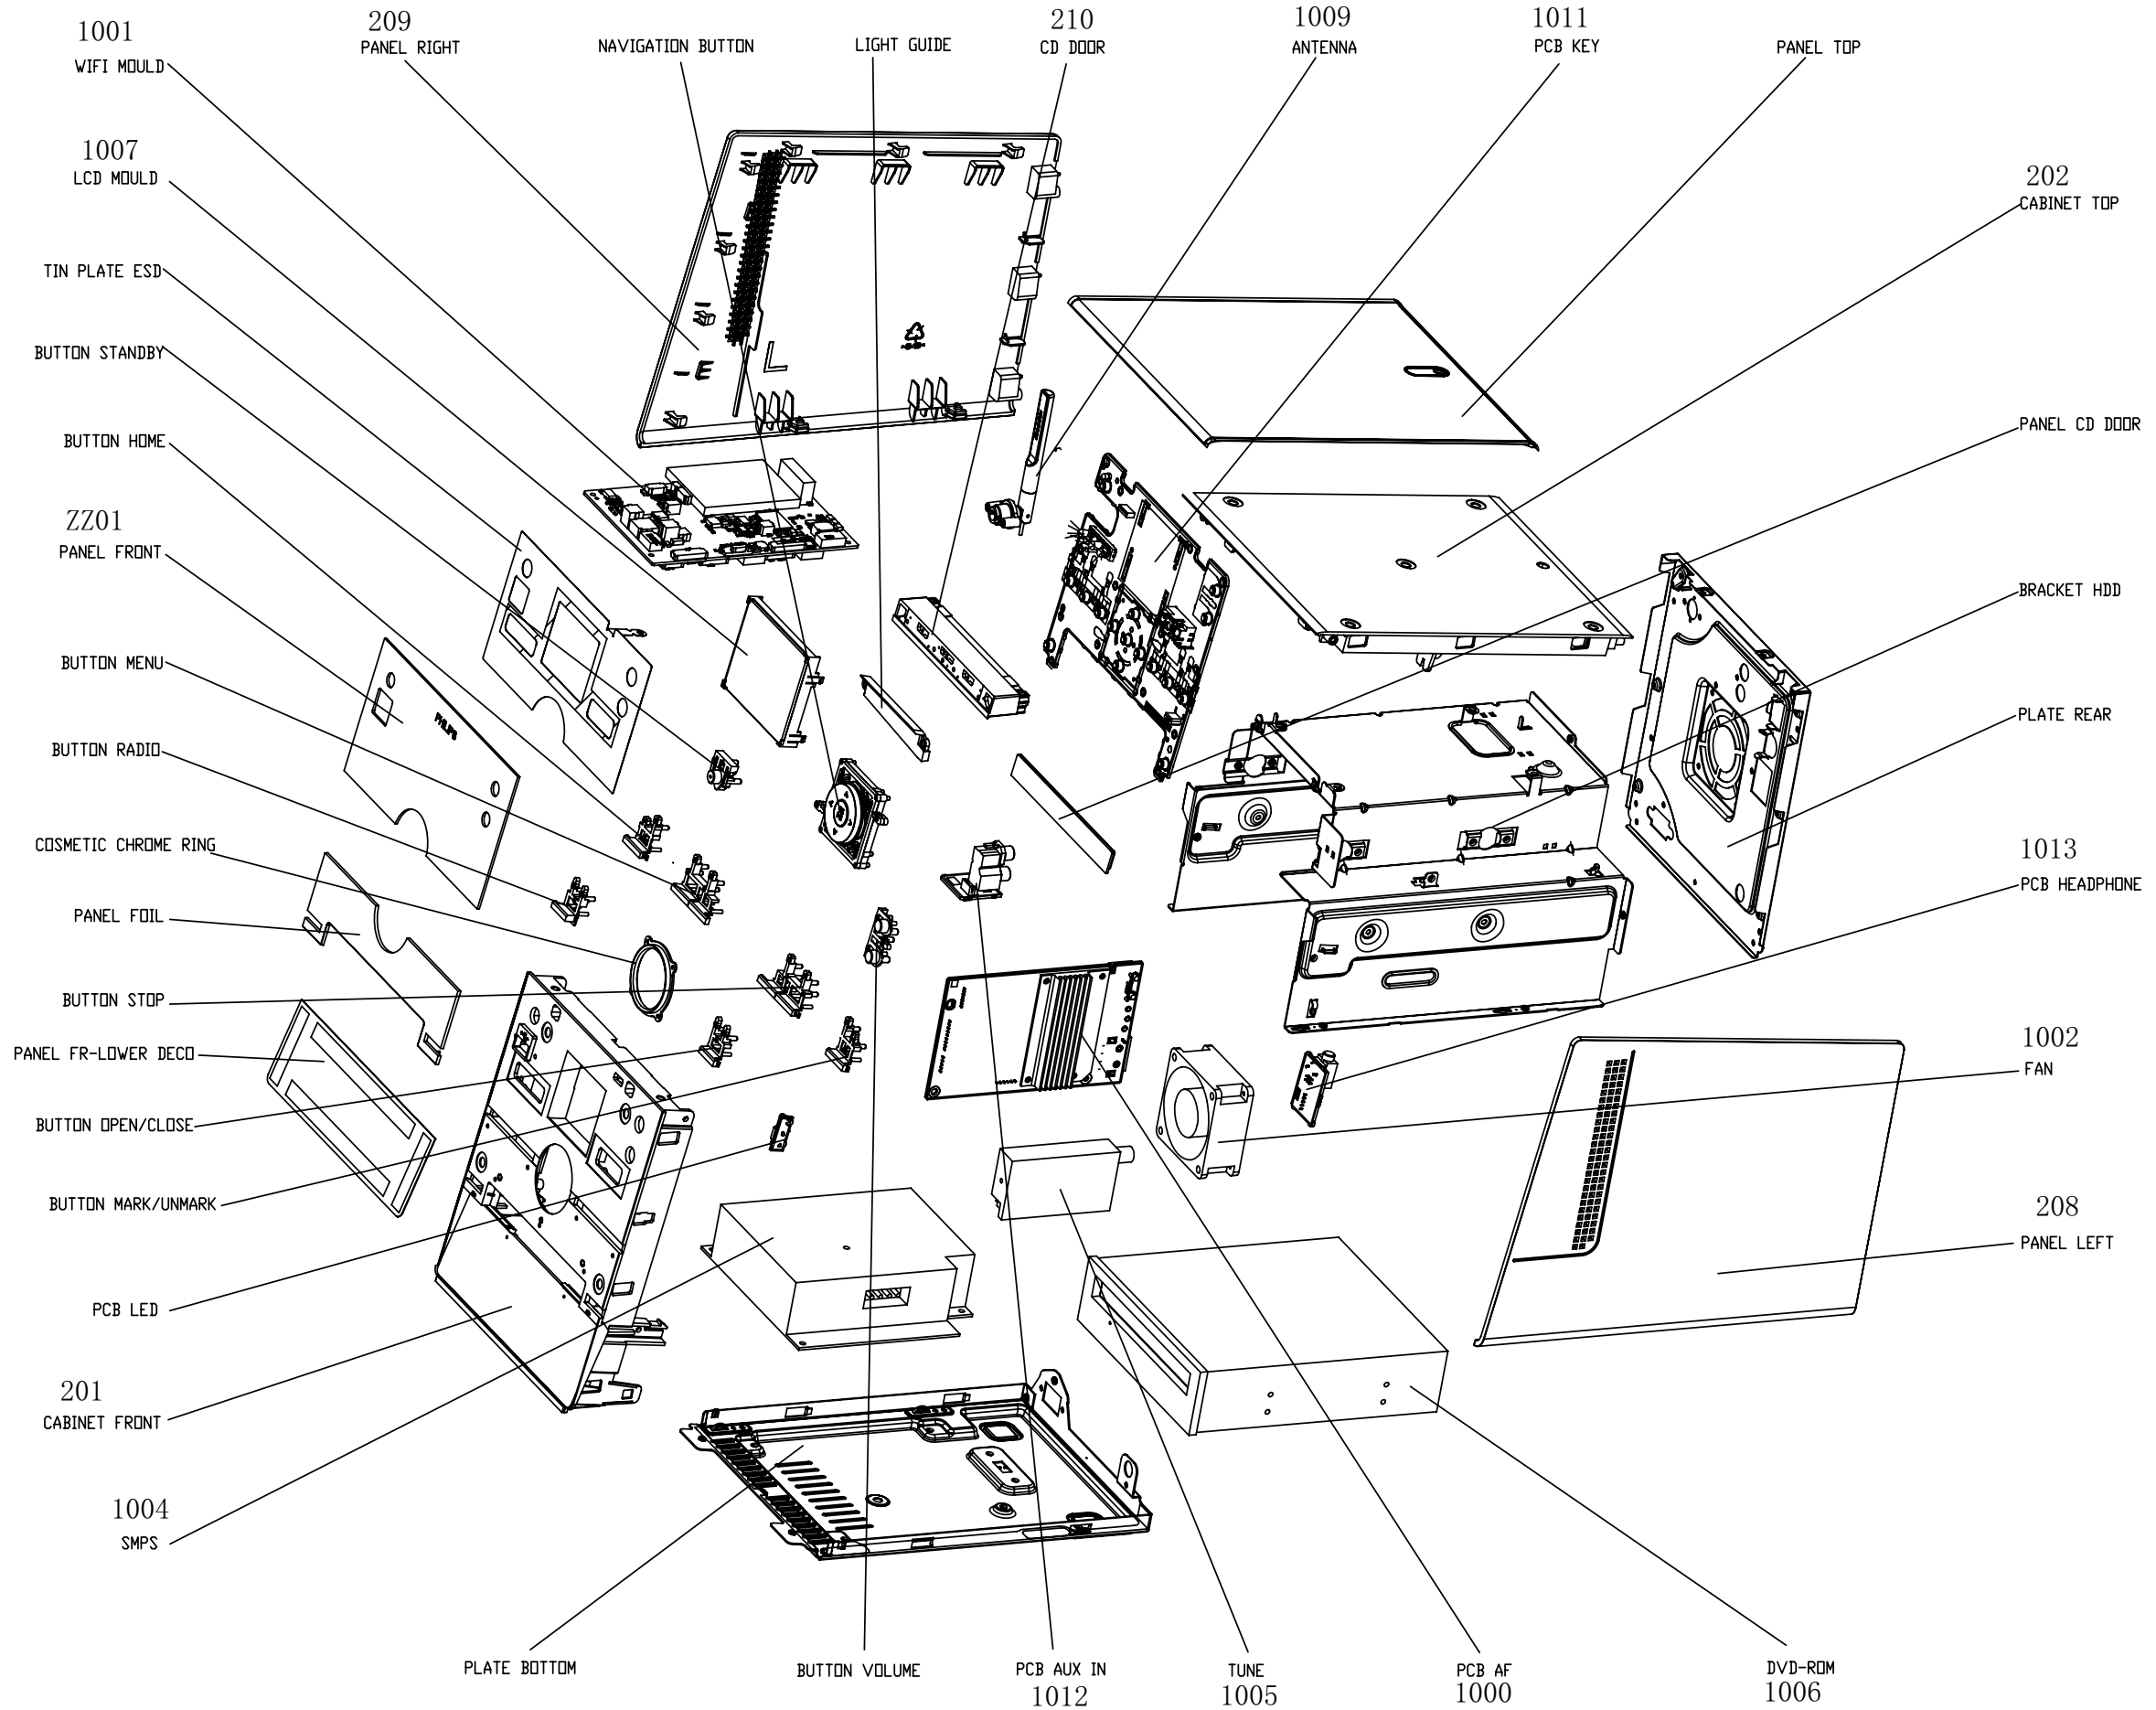 1001
WIFI MOULD
209
PANEL RIGHT
NAVIGATION BUTTON
LIGHT GUIDE
210
CD DOOR
1009
ANTENNA
1011
PCB KEY
PANEL TOP
1007
LCD MOULD
TIN PLATE ESD
BUTTON STANDBY
BUTTON HOME
ZZ01
PANEL FRONT
BUTTON MENU
BUTTON RADIO
COSMETIC CHROME RING
PANEL FOIL
BUTTON STOP
PANEL FR-LOWER DECO
BUTTON OPEN/CLOSE
BUTTON MARK/UNMARK
PCB LED
201
CABINET FRONT
1004
SMPS
202
CABINET TOP
PANEL CD DOOR
BRACKET HDD
PLATE REAR
1013
PCB HEADPHONE
1002
FAN
208
PANEL LEFT
PHILIPS
PLATE BOTTOM
BUTTON VOLUME
PCB AUX IN
1012
TUNE
1005
PCB AF
1000
DVD-ROM
1006